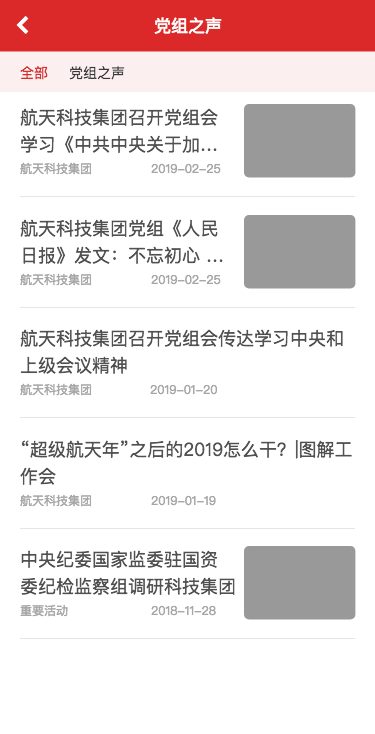 党组之声
全部 党组之声
航天科技集团召开党组会
学习《中共中央关于加...
航天科技集团 2019-02-25
航天科技集团党组《人民
日报》发文：不忘初心 ...
航天科技集团 2019-02-25
航天科技集团召开党组会传达学习中央和
上级会议精神
航天科技集团 2019-01-20
“超级航天年”之后的2019怎么干？|图解工
作会
航天科技集团 2019-01-19
中央纪委国家监委驻国资
委纪检监察组调研科技集团
重要活动 2018-11-28